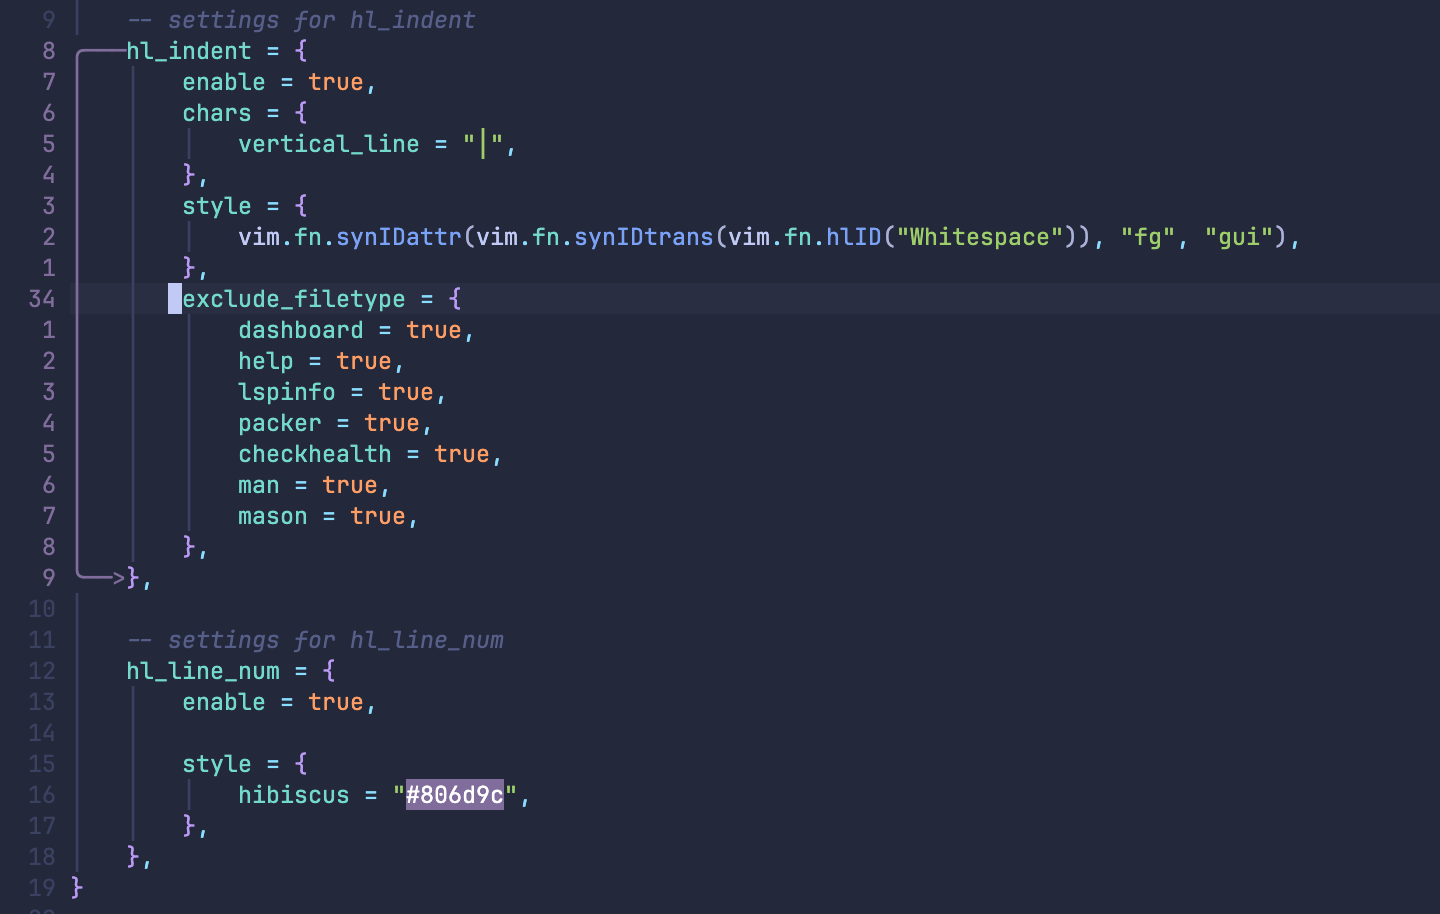 9     -- settings for hl_indent
8     hl_indent = {
7         enable = true,
6         chars = {
5             vertical_line = "│",
4         },
3         style = {
2             vim.fn.synIDattr(vim.fn.synIDtrans(vim.fn.hlID("Whitespace")), "fg", "gui"),
1         },
34        exclude_filetype = {
1             dashboard = true,
2             help = true,
3             lspinfo = true,
4             packer = true,
5             checkhealth = true,
6             man = true,
7             mason = true,
8         },
9     >},
10
11    -- settings for hl_line_num
12    hl_line_num = {
13        enable = true,
14
15        style = {
16            hibiscus = "#806d9c",
17        },
18    },
19 }